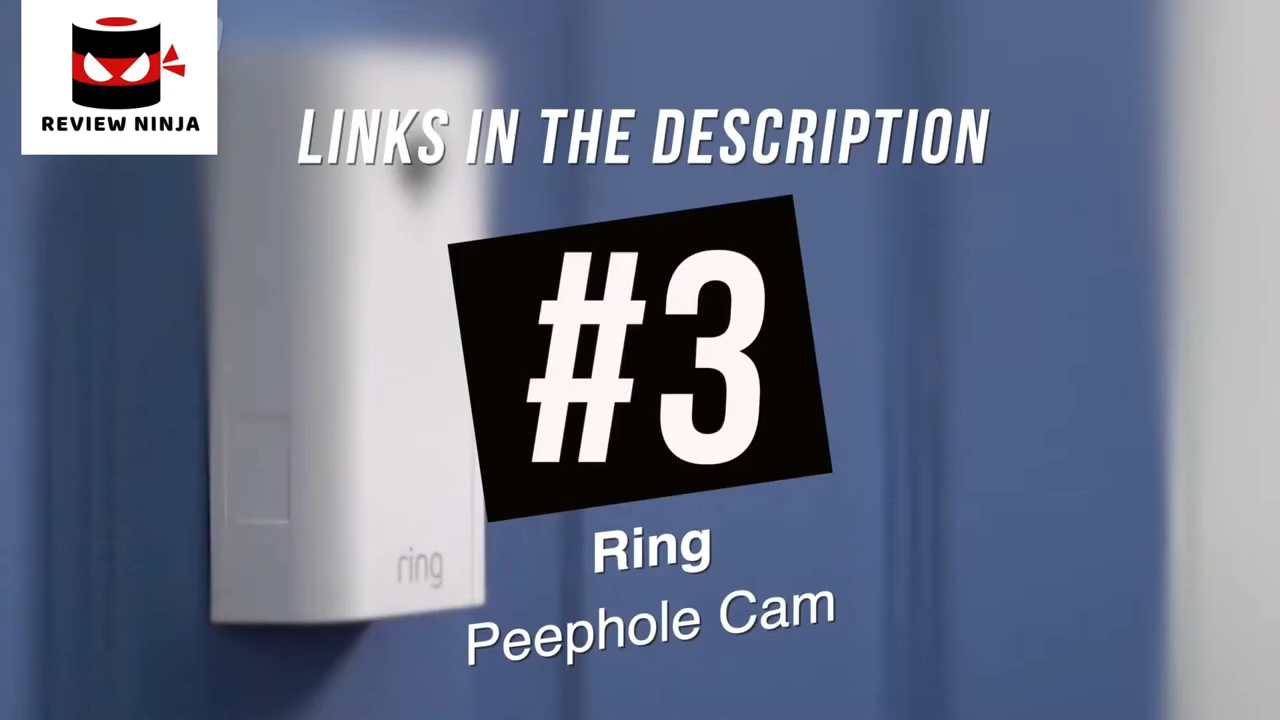 REVIEW NINJA
LINKS IN THE DESCRIPTION
#3
ring
Ring
Peephole Cam